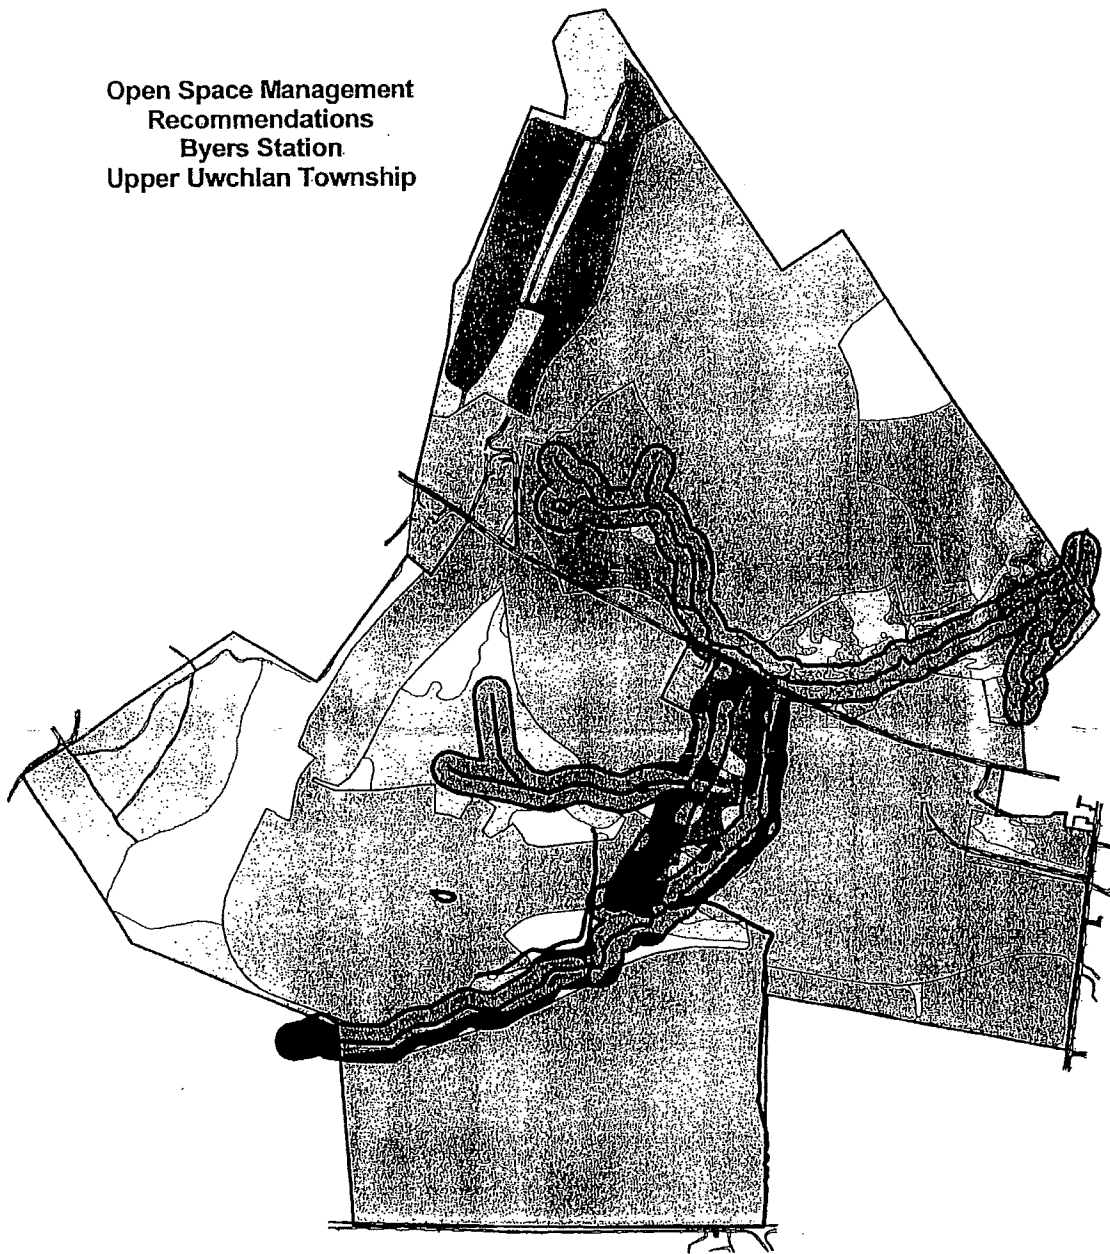 Open Space Management
Recommendations
Byers Station
Upper Uwchlan Township